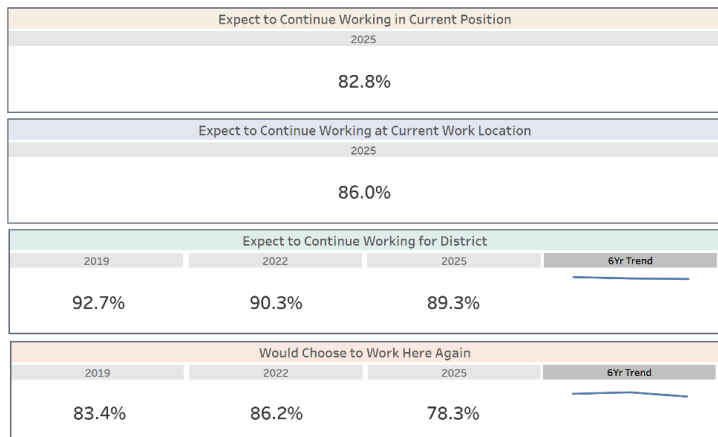 Expect to Continue Working in Current Position
2025
82.8%
Expect to Continue Working at Current Work Location
2025
86.0%
Expect to Continue Working for District
2019 2022 2025 6Yr Trend
92.7% 90.3% 89.3%
Would Choose to Work Here Again
2019 2022 2025 6Yr Trend
83.4% 86.2% 78.3%